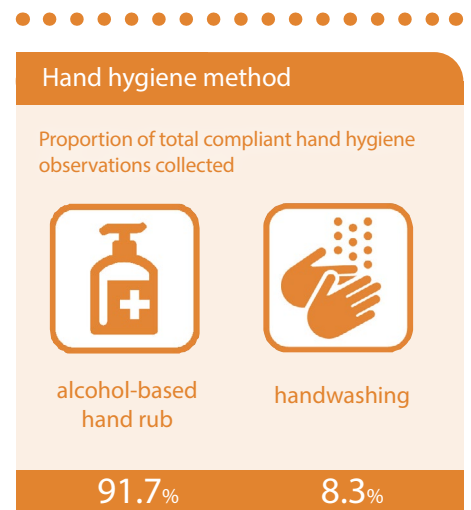 Hand hygiene method
Proportion of total compliant hand hygiene
observations collected
alcohol-based
hand rub
handwashing
91.7% 8.3%